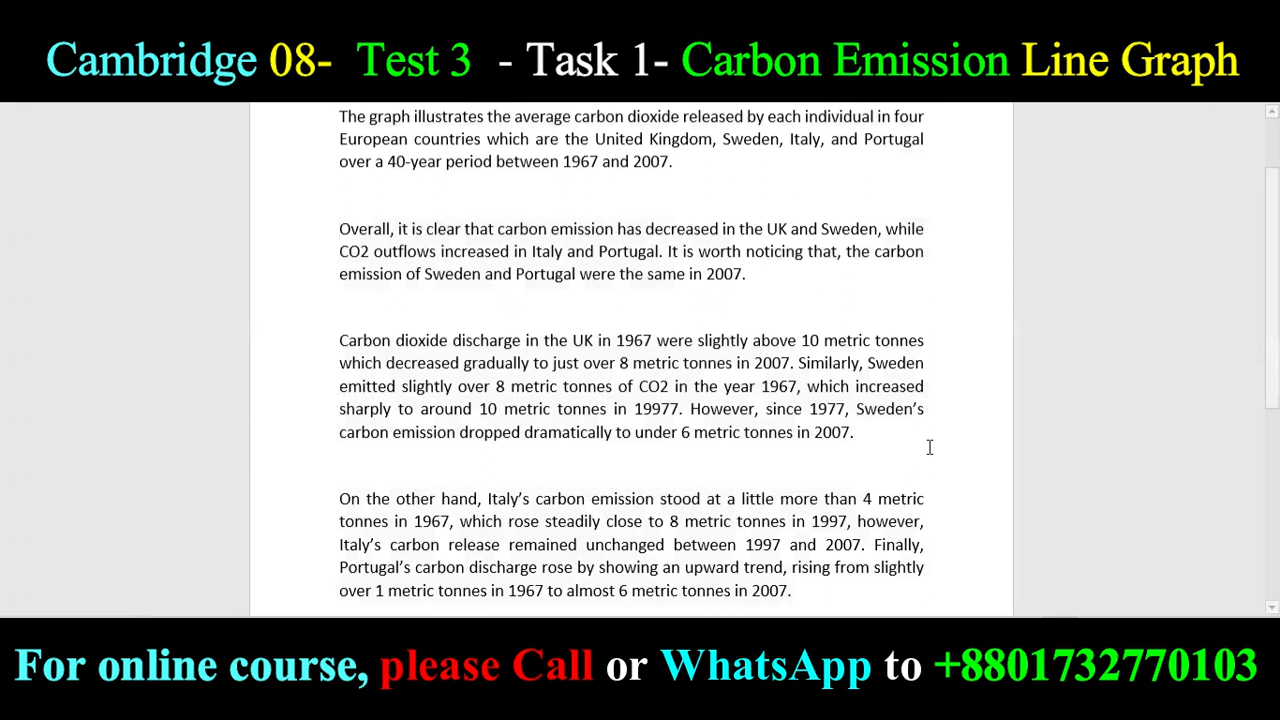 Cambridge 08- Test 3 - Task 1- Carbon Emission Line Graph
The graph illustrates the average carbon dioxide released by each individual in four
European countries which are the United Kingdom, Sweden, Italy, and Portugal
over a 40-year period between 1967 and 2007.
Overall, it is clear that carbon emission has decreased in the UK and Sweden, while
CO2 outflows increased in Italy and Portugal. It is worth noticing that, the carbon
emission of Sweden and Portugal were the same in 2007.
Carbon dioxide discharge in the UK in 1967 were slightly above 10 metric tonnes
which decreased gradually to just over 8 metric tonnes in 2007. Similarly, Sweden
emitted slightly over 8 metric tonnes of CO2 in the year 1967, which increased
sharply to around 10 metric tonnes in 19977. However, since 1977, Sweden’s
carbon emission dropped dramatically to under 6 metric tonnes in 2007.
On the other hand, Italy’s carbon emission stood at a little more than 4 metric
tonnes in 1967, which rose steadily close to 8 metric tonnes in 1997, however,
Italy’s carbon release remained unchanged between 1997 and 2007. Finally,
Portugal’s carbon discharge rose by showing an upward trend, rising from slightly
over 1 metric tonnes in 1967 to almost 6 metric tonnes in 2007.
For online course, please Call or WhatsApp to +8801732770103